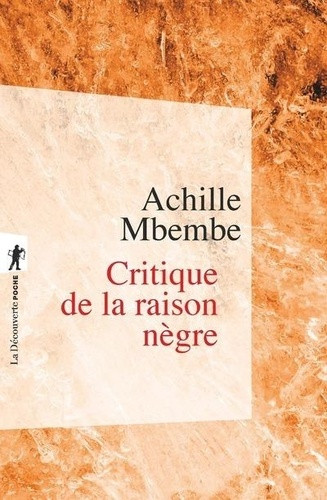 Achille
Mbembe
Critique
de la raison
nègre
La Découverte POCHE